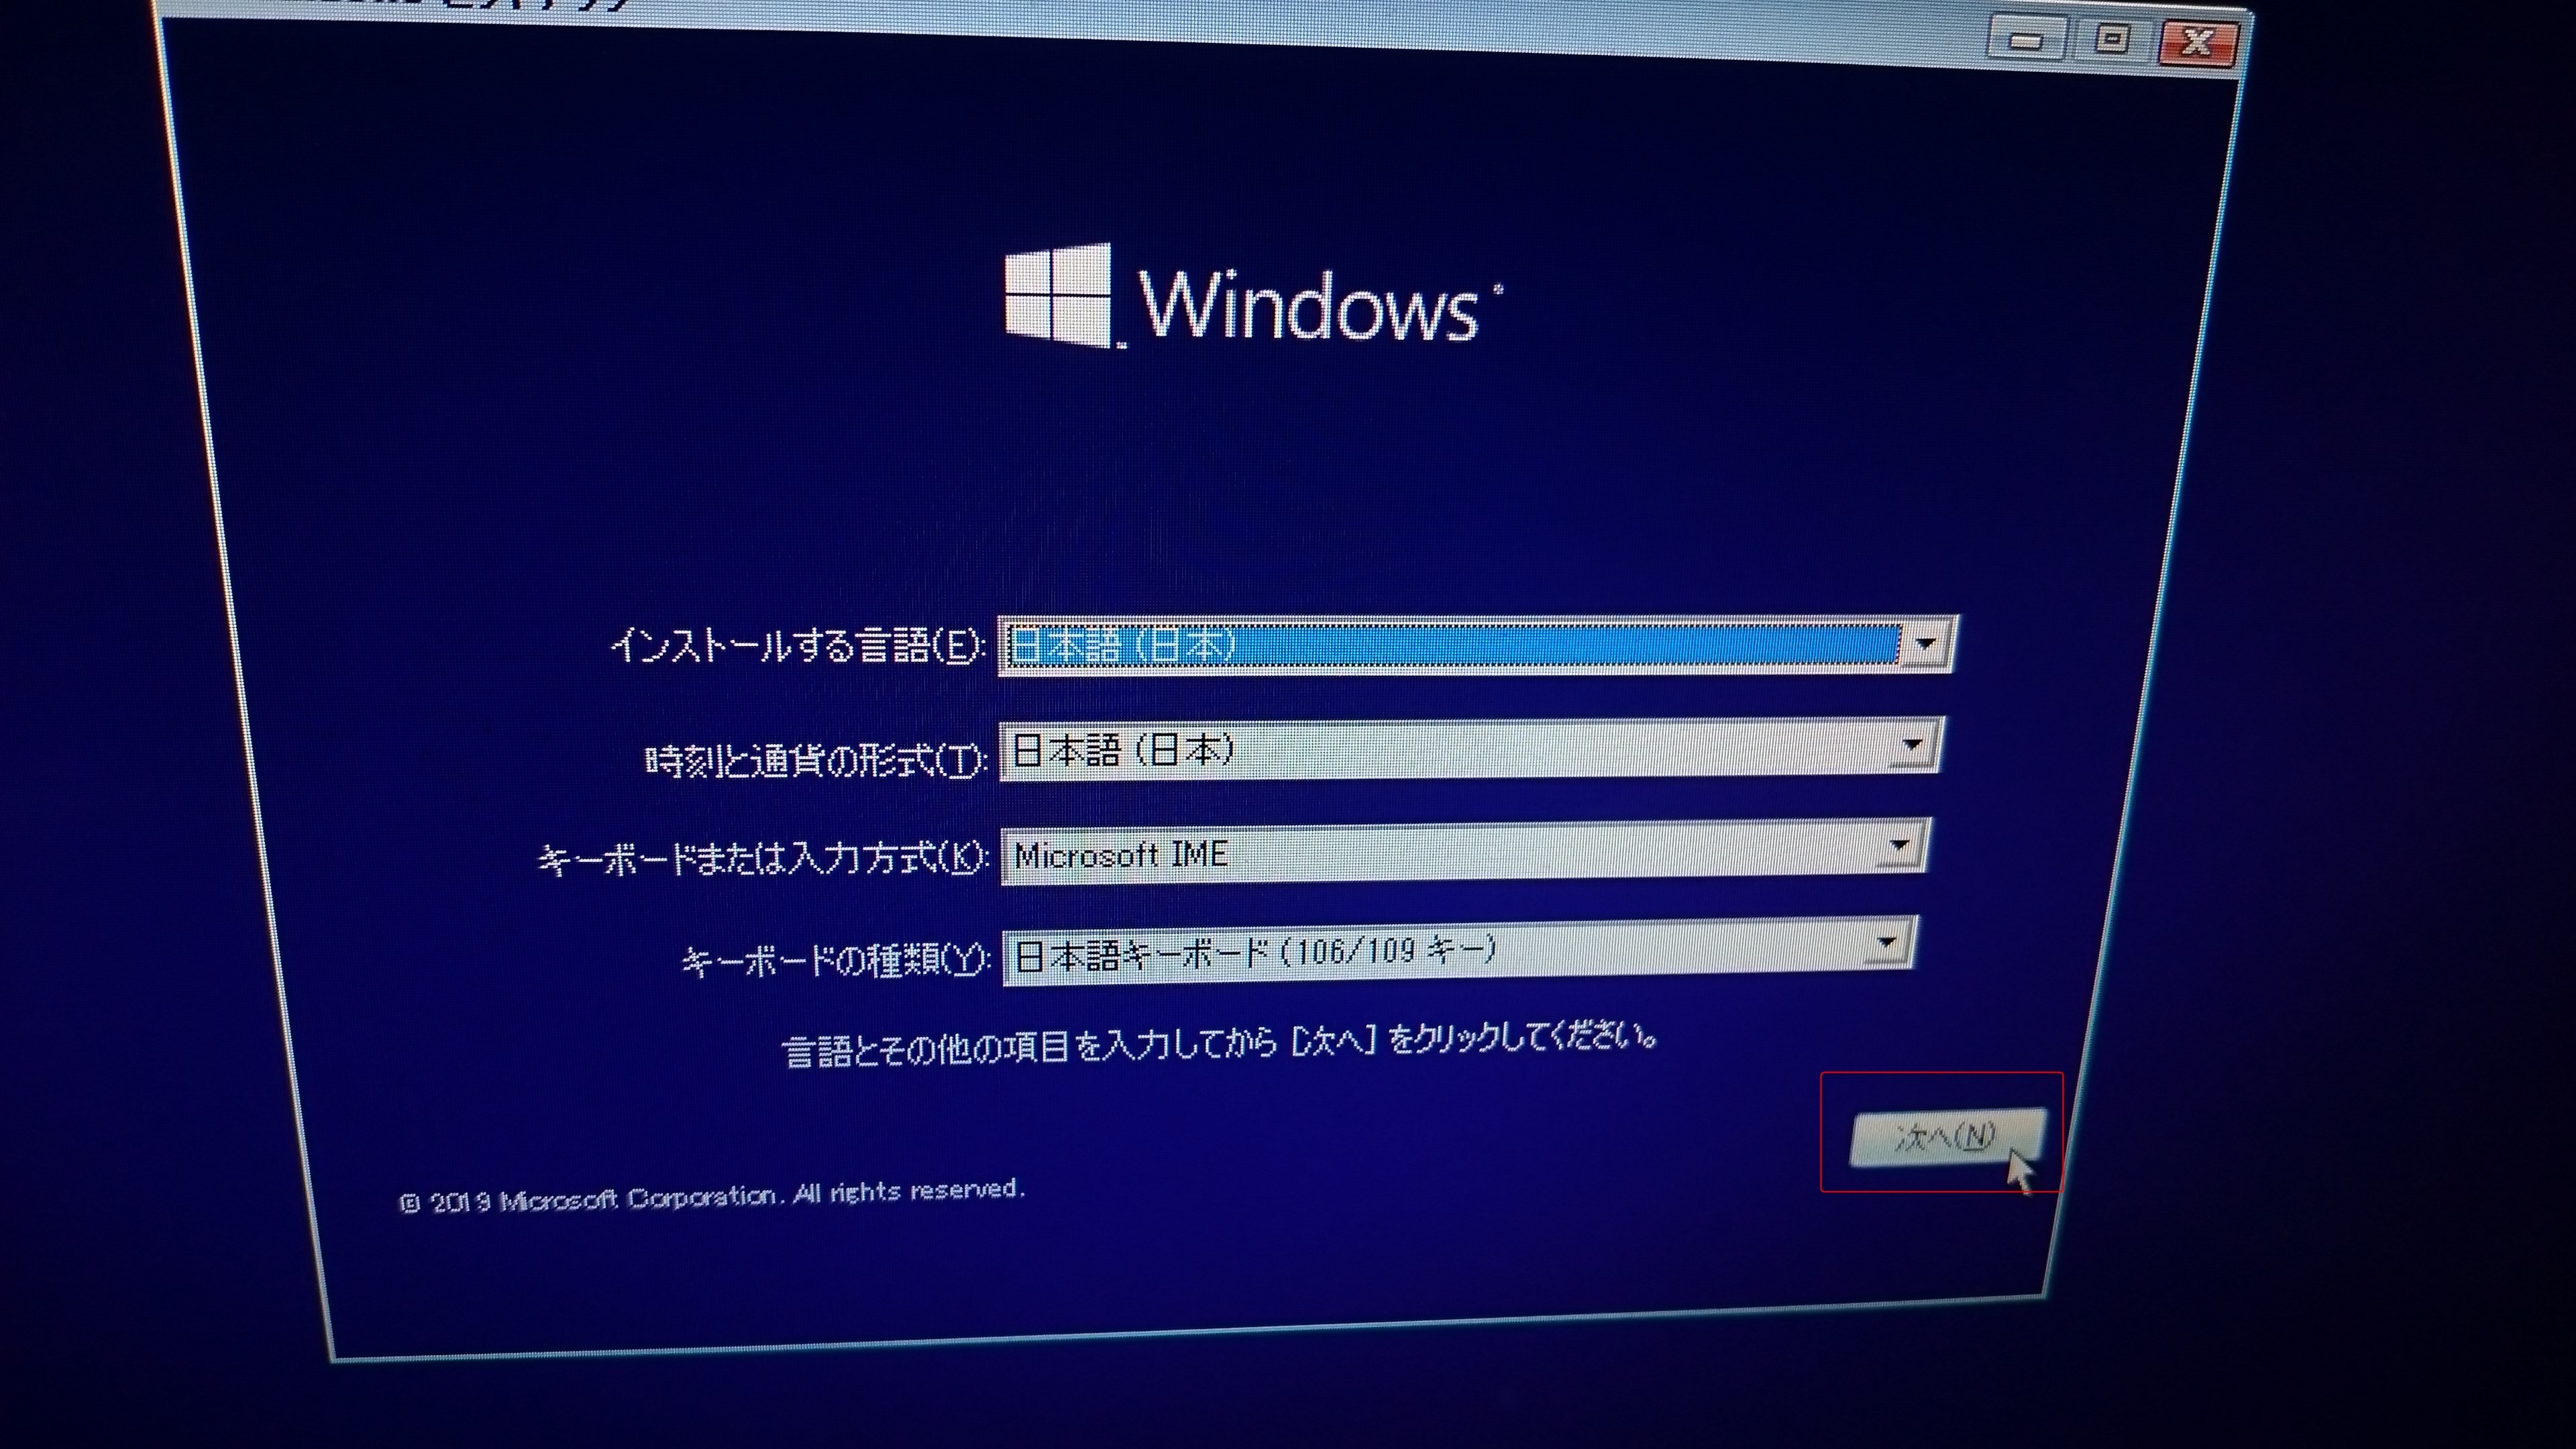 Windows
インストールする言語(E): 日本語 (日本)
時刻と通貨の形式(T): 日本語 (日本)
キーボードまたは入力方式(K): Microsoft IME
キーボードの種類(Y): 日本語キーボード (106/109 キー)
言語とその他の項目を入力してから [次へ] をクリックしてください。
次へ(N)
© 2019 Microsoft Corporation. All rights reserved.